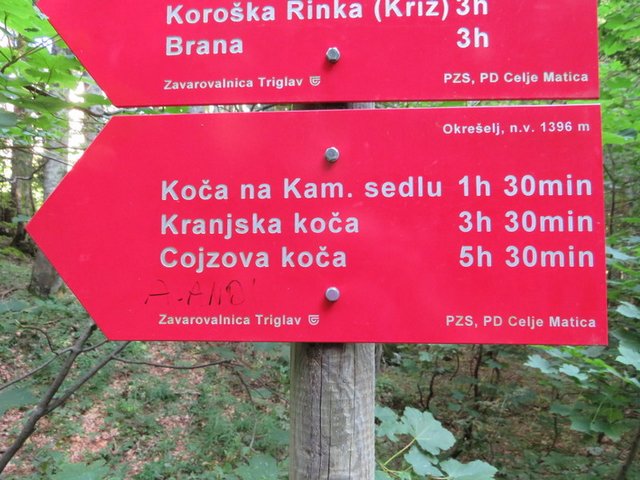 Koroška Rinka (Križ) 3h
Brana 3h
Zavarovalnica Triglav PZS, PD Celje Matica
Okrešelj, n.v. 1396 m
Koča na Kam. sedlu 1h 30min
Kranjska koča 3h 30min
Cojzova koča 5h 30min
Zavarovalnica Triglav PZS, PD Celje Matica